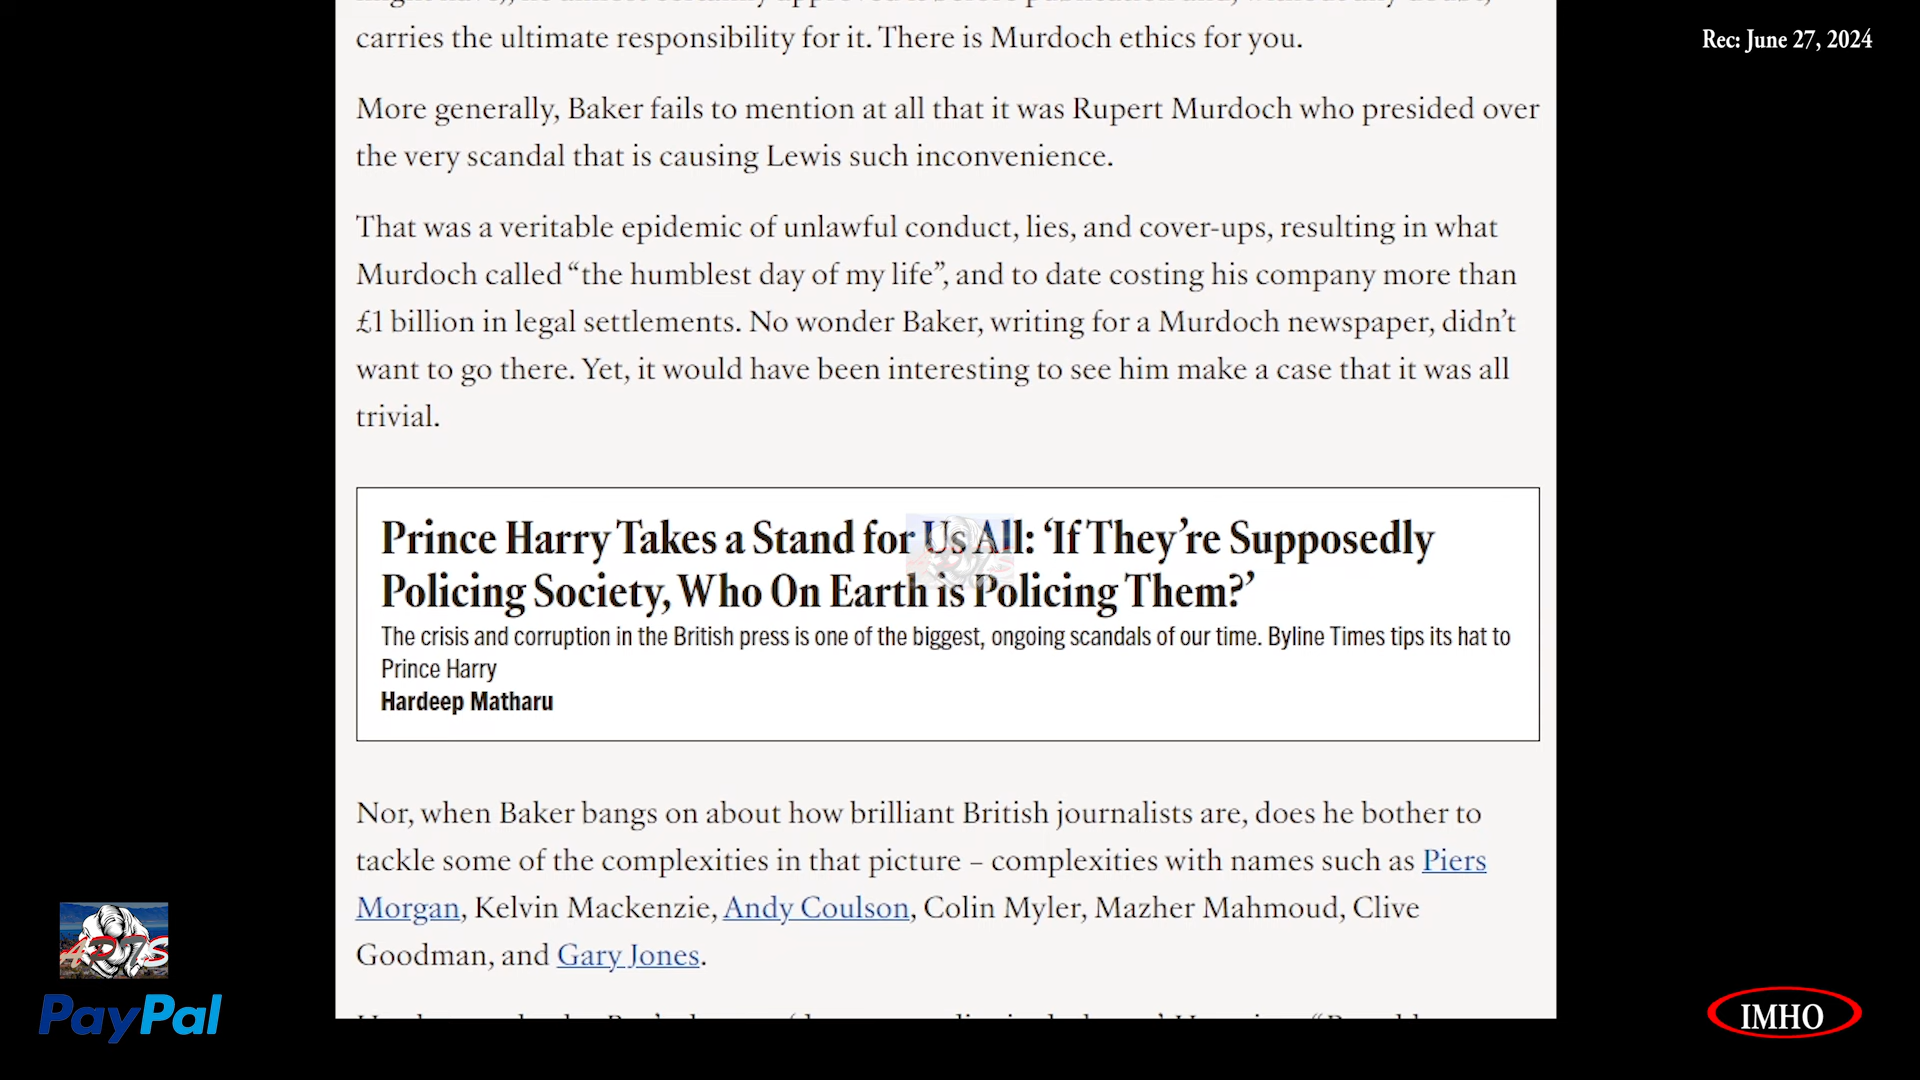 Rec: June 27, 2024
carries the ultimate responsibility for it. There is Murdoch ethics for you.
More generally, Baker fails to mention at all that it was Rupert Murdoch who presided over
the very scandal that is causing Lewis such inconvenience.
That was a veritable epidemic of unlawful conduct, lies, and cover-ups, resulting in what
Murdoch called “the humblest day of my life”, and to date costing his company more than
£1 billion in legal settlements. No wonder Baker, writing for a Murdoch newspaper, didn’t
want to go there. Yet, it would have been interesting to see him make a case that it was all
trivial.
Prince Harry Takes a Stand for Us All: ‘If They’re Supposedly
Policing Society, Who On Earth is Policing Them?’
The crisis and corruption in the British press is one of the biggest, ongoing scandals of our time. Byline Times tips its hat to
Prince Harry
Hardeep Matharu
Nor, when Baker bangs on about how brilliant British journalists are, does he bother to
tackle some of the complexities in that picture – complexities with names such as Piers
Morgan, Kelvin Mackenzie, Andy Coulson, Colin Myler, Mazher Mahmoud, Clive
Goodman, and Gary Jones.
PayPal
IMHO